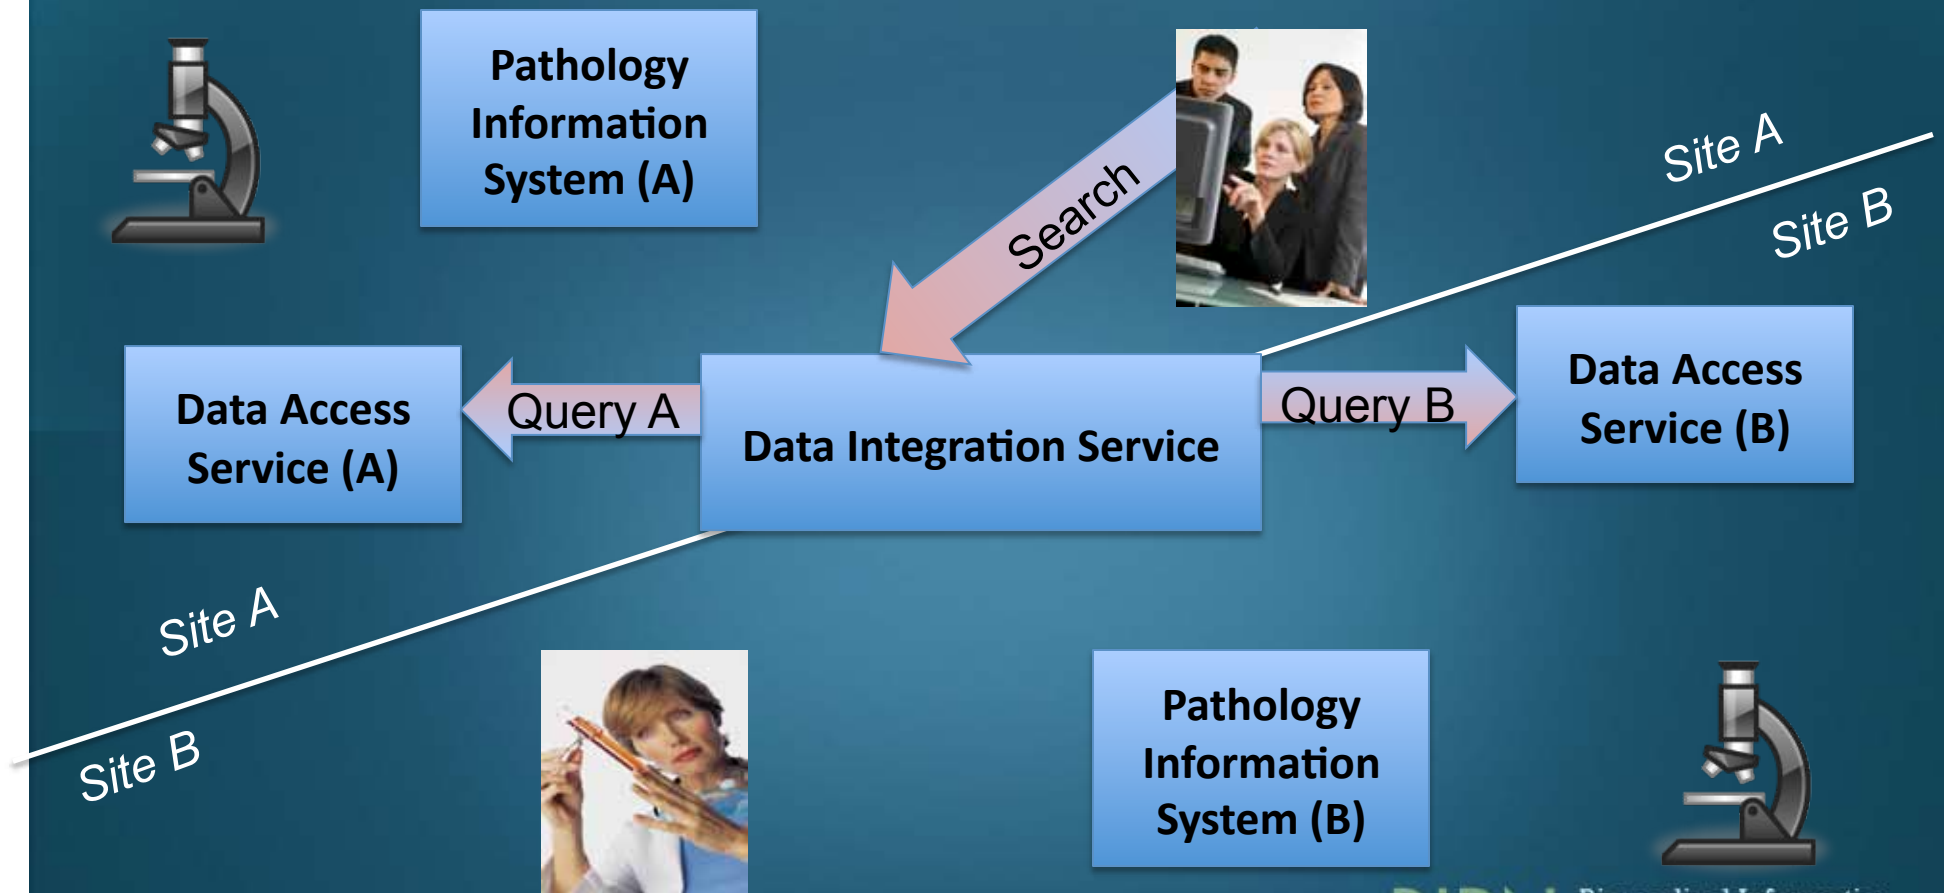 Pathology
Information
System (A)
Search
Site A
Site B
Data Access
Service (A)
Query A
Data Integration Service
Query B
Data Access
Service (B)
Site A
Site B
Pathology
Information
System (B)